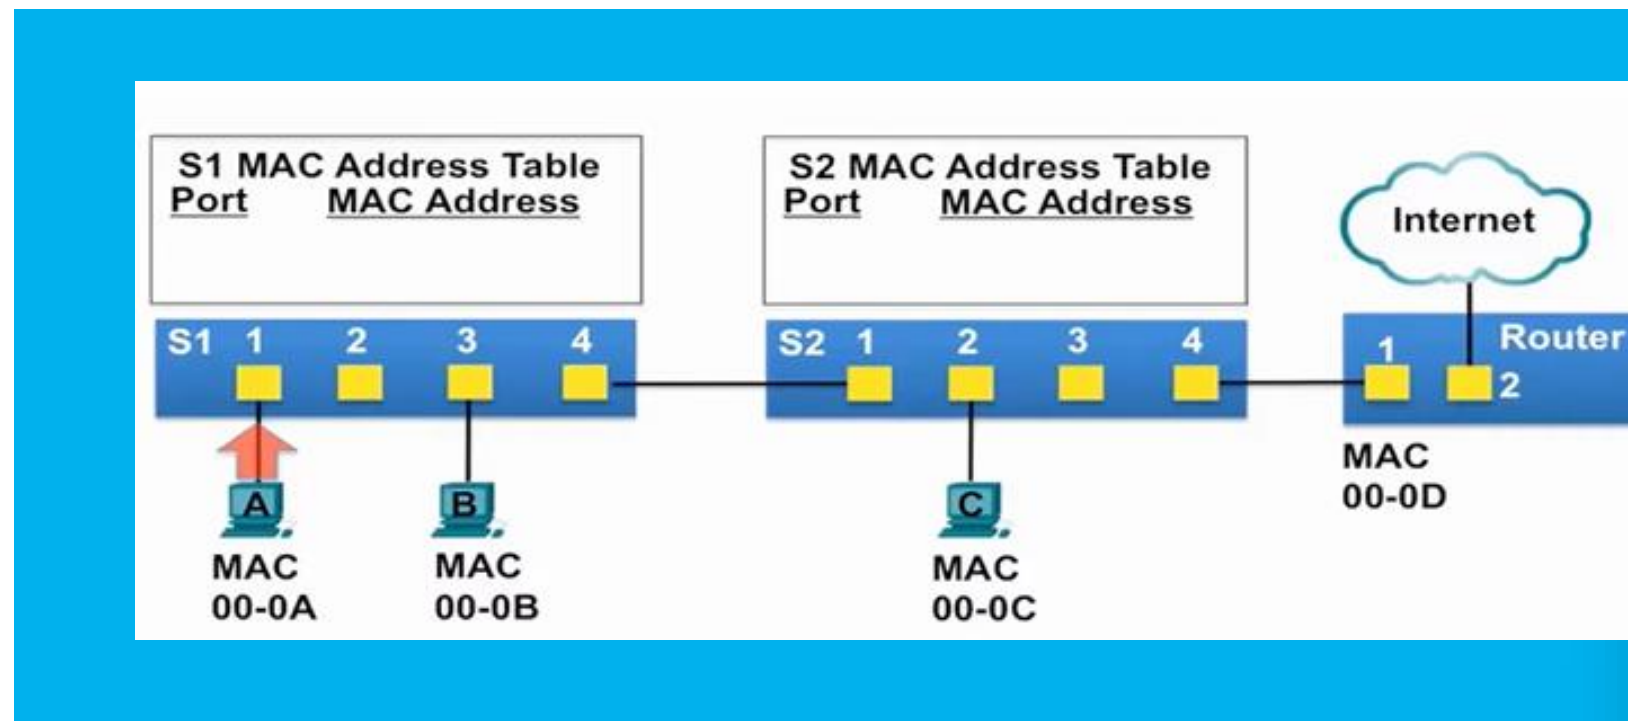 S1 MAC Address Table
Port MAC Address
S2 MAC Address Table
Port MAC Address
Internet
S1 1 2 3 4
S2 1 2 3 4
1 Router
2
A
B
C
MAC
00-0A
MAC
00-0B
MAC
00-0C
MAC
00-0D